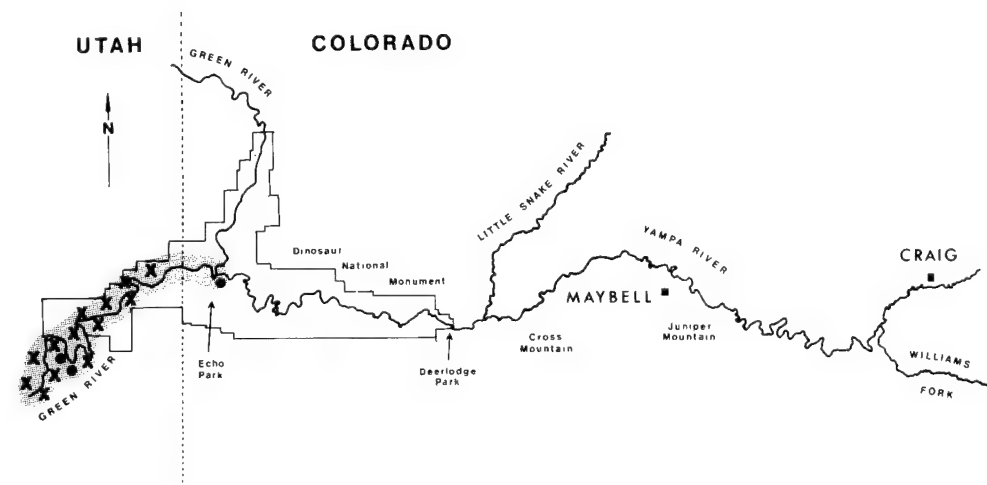 UTAH
COLORADO
GREEN RIVER
N
LITTLE SNAKE RIVER
YAMPA RIVER
CRAIG
Dinosaur
National
Monument
MAYBELL
Juniper
Mountain
Cross
Mountain
Echo
Park
Deerlodge
Park
WILLIAMS
FORK
GREEN RIVER
X
X
X
X
X
X
X
X
X
X
X
X